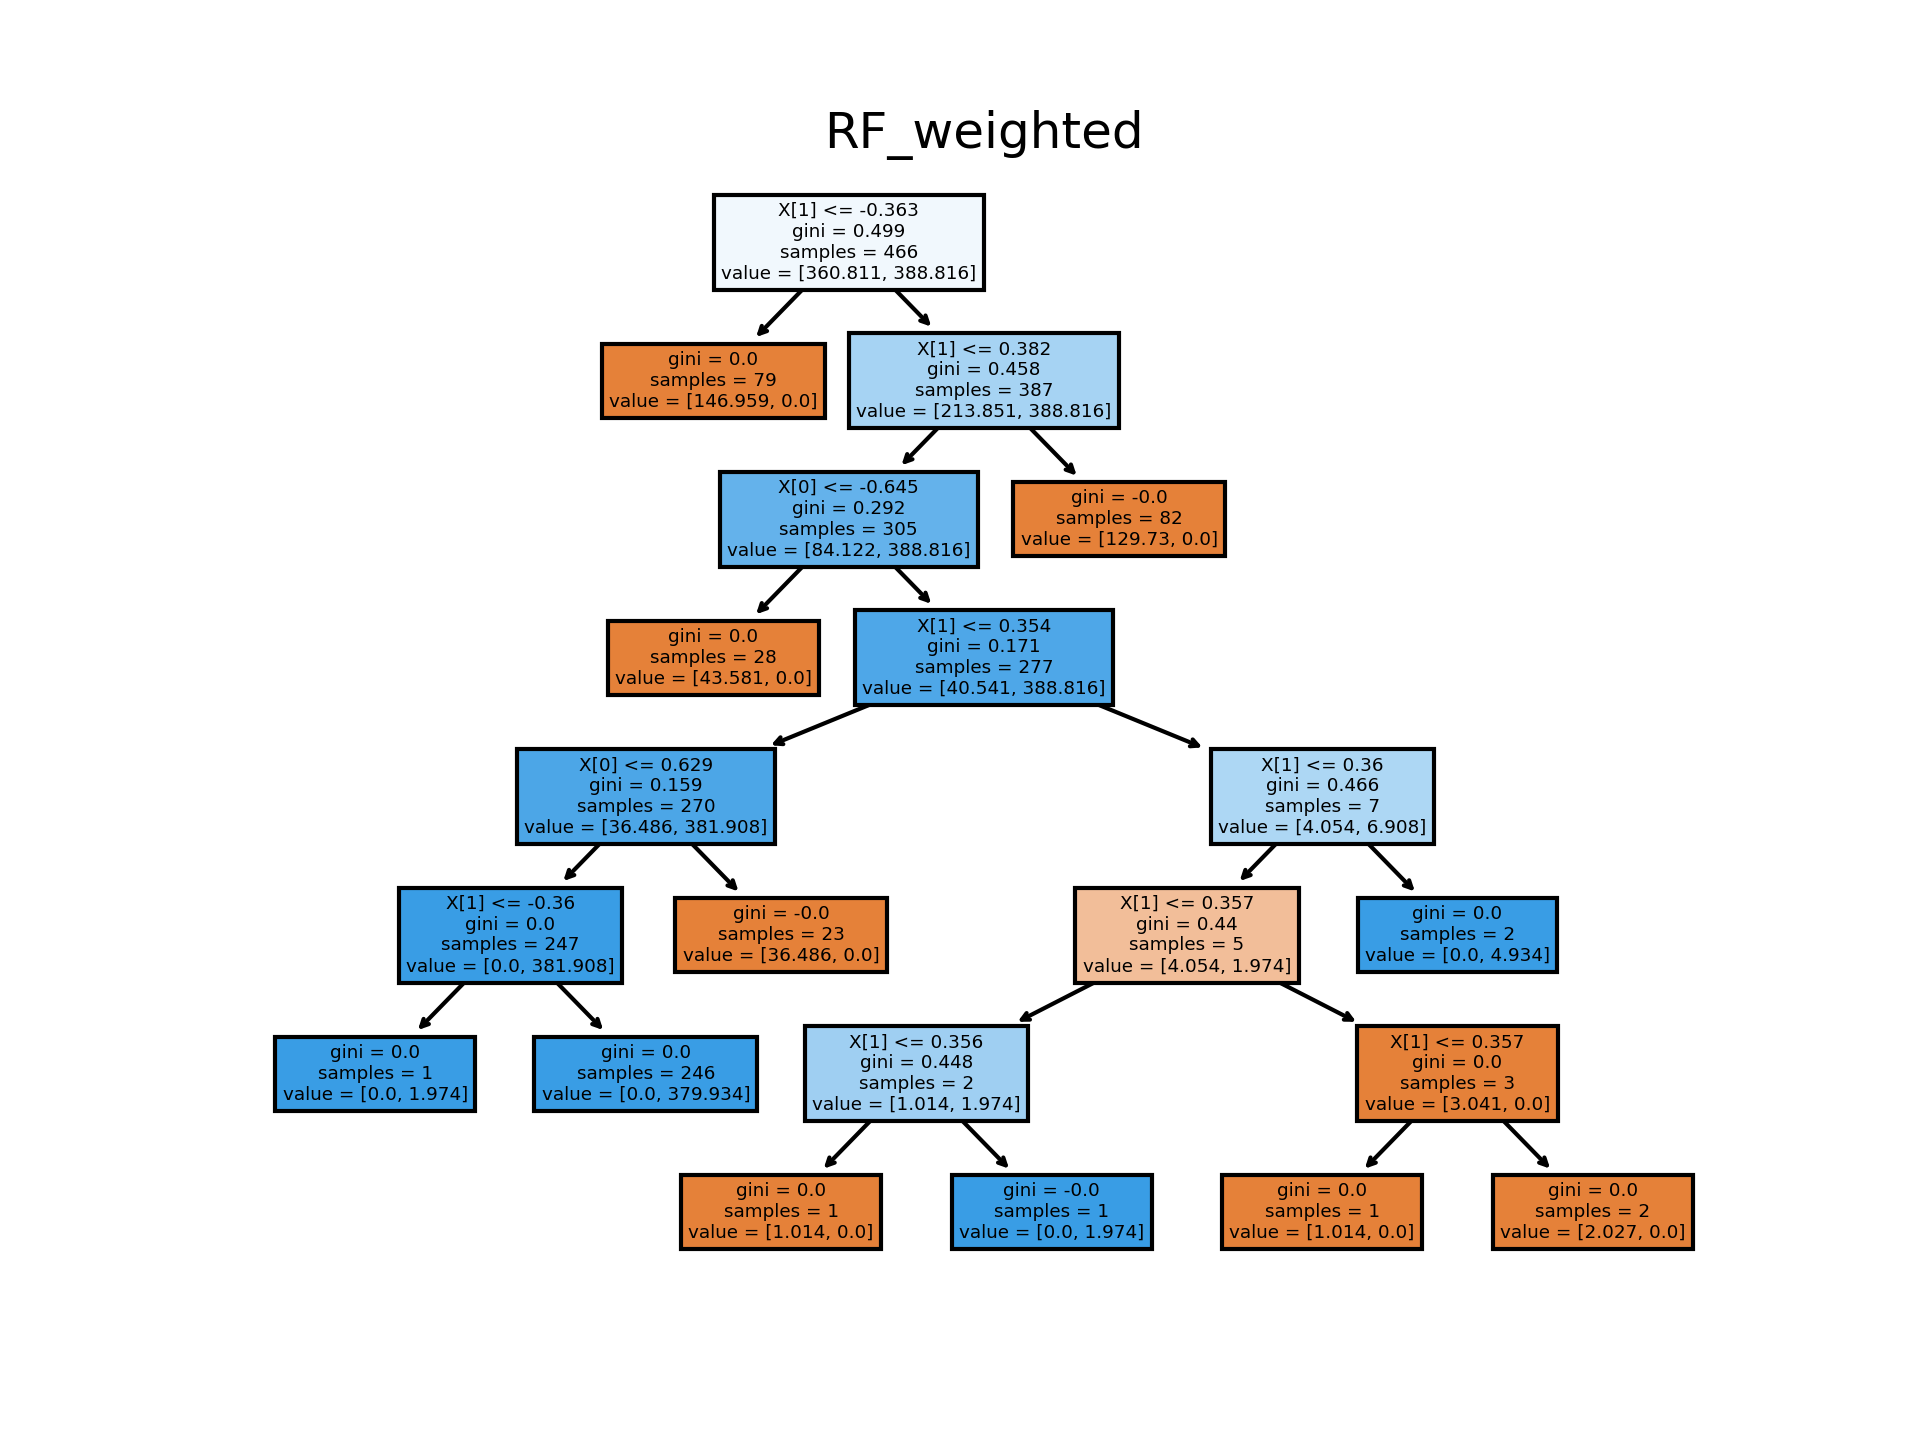 RF_weighted
X[1] <= -0.363
gini = 0.499
samples = 466
value = [360.811, 388.816]
gini = 0.0
samples = 79
value = [146.959, 0.0]
X[1] <= 0.382
gini = 0.458
samples = 387
value = [213.851, 388.816]
X[0] <= -0.645
gini = 0.292
samples = 305
value = [84.122, 388.816]
gini = -0.0
samples = 82
value = [129.73, 0.0]
gini = 0.0
samples = 28
value = [43.581, 0.0]
X[1] <= 0.354
gini = 0.171
samples = 277
value = [40.541, 388.816]
X[0] <= 0.629
gini = 0.159
samples = 270
value = [36.486, 381.908]
X[1] <= 0.36
gini = 0.466
samples = 7
value = [4.054, 6.908]
X[1] <= -0.36
gini = 0.0
samples = 247
value = [0.0, 381.908]
gini = -0.0
samples = 23
value = [36.486, 0.0]
X[1] <= 0.357
gini = 0.44
samples = 5
value = [4.054, 1.974]
gini = 0.0
samples = 2
value = [0.0, 4.934]
gini = 0.0
samples = 1
value = [0.0, 1.974]
gini = 0.0
samples = 246
value = [0.0, 379.934]
X[1] <= 0.356
gini = 0.448
samples = 2
value = [1.014, 1.974]
X[1] <= 0.357
gini = 0.0
samples = 3
value = [3.041, 0.0]
gini = 0.0
samples = 1
value = [1.014, 0.0]
gini = -0.0
samples = 1
value = [0.0, 1.974]
gini = 0.0
samples = 1
value = [1.014, 0.0]
gini = 0.0
samples = 2
value = [2.027, 0.0]